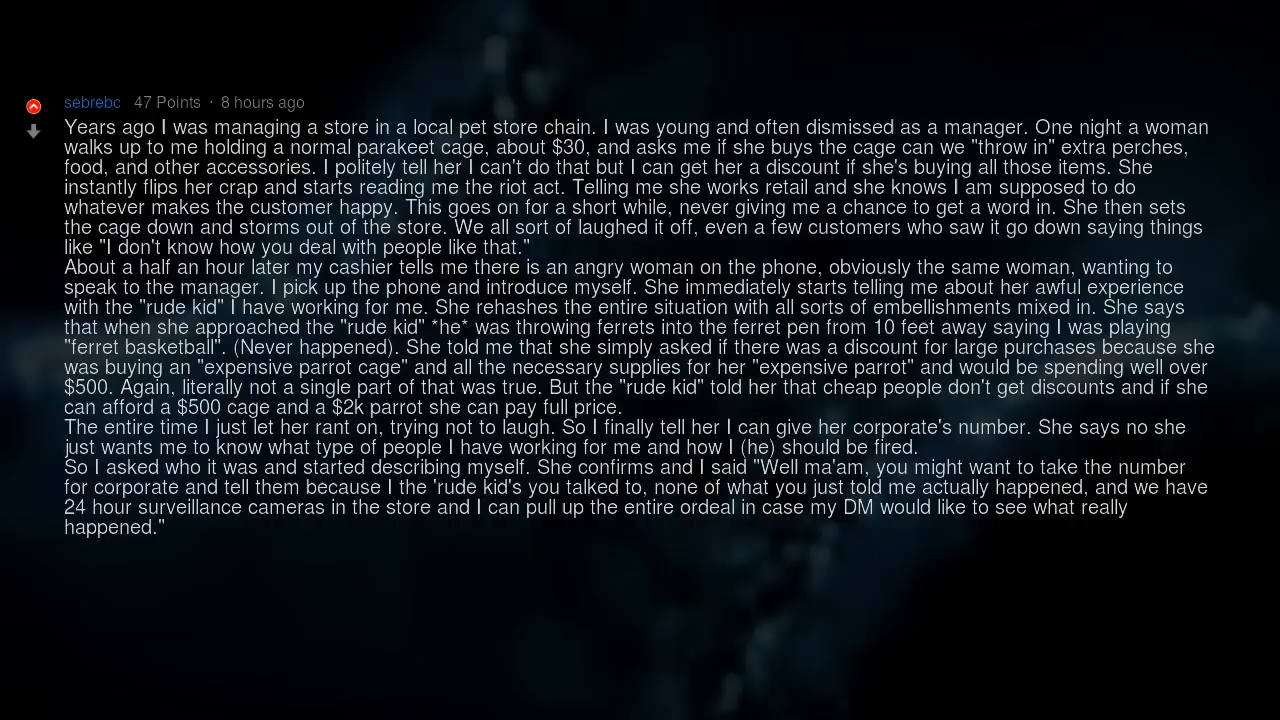 sebrebc 47 Points · 8 hours ago
Years ago I was managing a store in a local pet store chain. I was young and often dismissed as a manager. One night a woman
walks up to me holding a normal parakeet cage, about $30, and asks me if she buys the cage can we "throw in" extra perches,
food, and other accessories. I politely tell her I can't do that but I can get her a discount if she's buying all those items. She
instantly flips her crap and starts reading me the riot act. Telling me she works retail and she knows I am supposed to do
whatever makes the customer happy. This goes on for a short while, never giving me a chance to get a word in. She then sets
the cage down and storms out of the store. We all sort of laughed it off, even a few customers who saw it go down saying things
like "I don't know how you deal with people like that."
About a half an hour later my cashier tells me there is an angry woman on the phone, obviously the same woman, wanting to
speak to the manager. I pick up the phone and introduce myself. She immediately starts telling me about her awful experience
with the "rude kid" I have working for me. She rehashes the entire situation with all sorts of embellishments mixed in. She says
that when she approached the "rude kid" *he* was throwing ferrets into the ferret pen from 10 feet away saying I was playing
"ferret basketball". (Never happened). She told me that she simply asked if there was a discount for large purchases because she
was buying an "expensive parrot cage" and all the necessary supplies for her "expensive parrot" and would be spending well over
$500. Again, literally not a single part of that was true. But the "rude kid" told her that cheap people don't get discounts and if she
can afford a $500 cage and a $2k parrot she can pay full price.
The entire time I just let her rant on, trying not to laugh. So I finally tell her I can give her corporate's number. She says no she
just wants me to know what type of people I have working for me and how I (he) should be fired.
So I asked who it was and started describing myself. She confirms and I said "Well ma'am, you might want to take the number
for corporate and tell them because I the 'rude kid's you talked to, none of what you just told me actually happened, and we have
24 hour surveillance cameras in the store and I can pull up the entire ordeal in case my DM would like to see what really
happened."